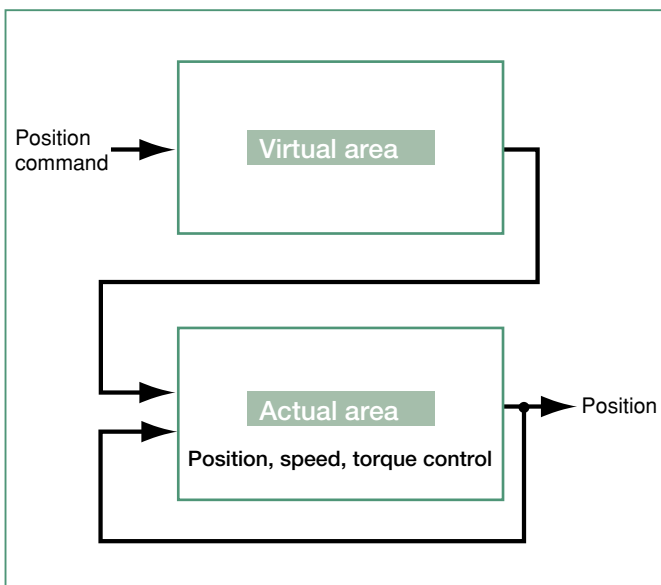 Position
command
Virtual area
Actual area
Position, speed, torque control
Position